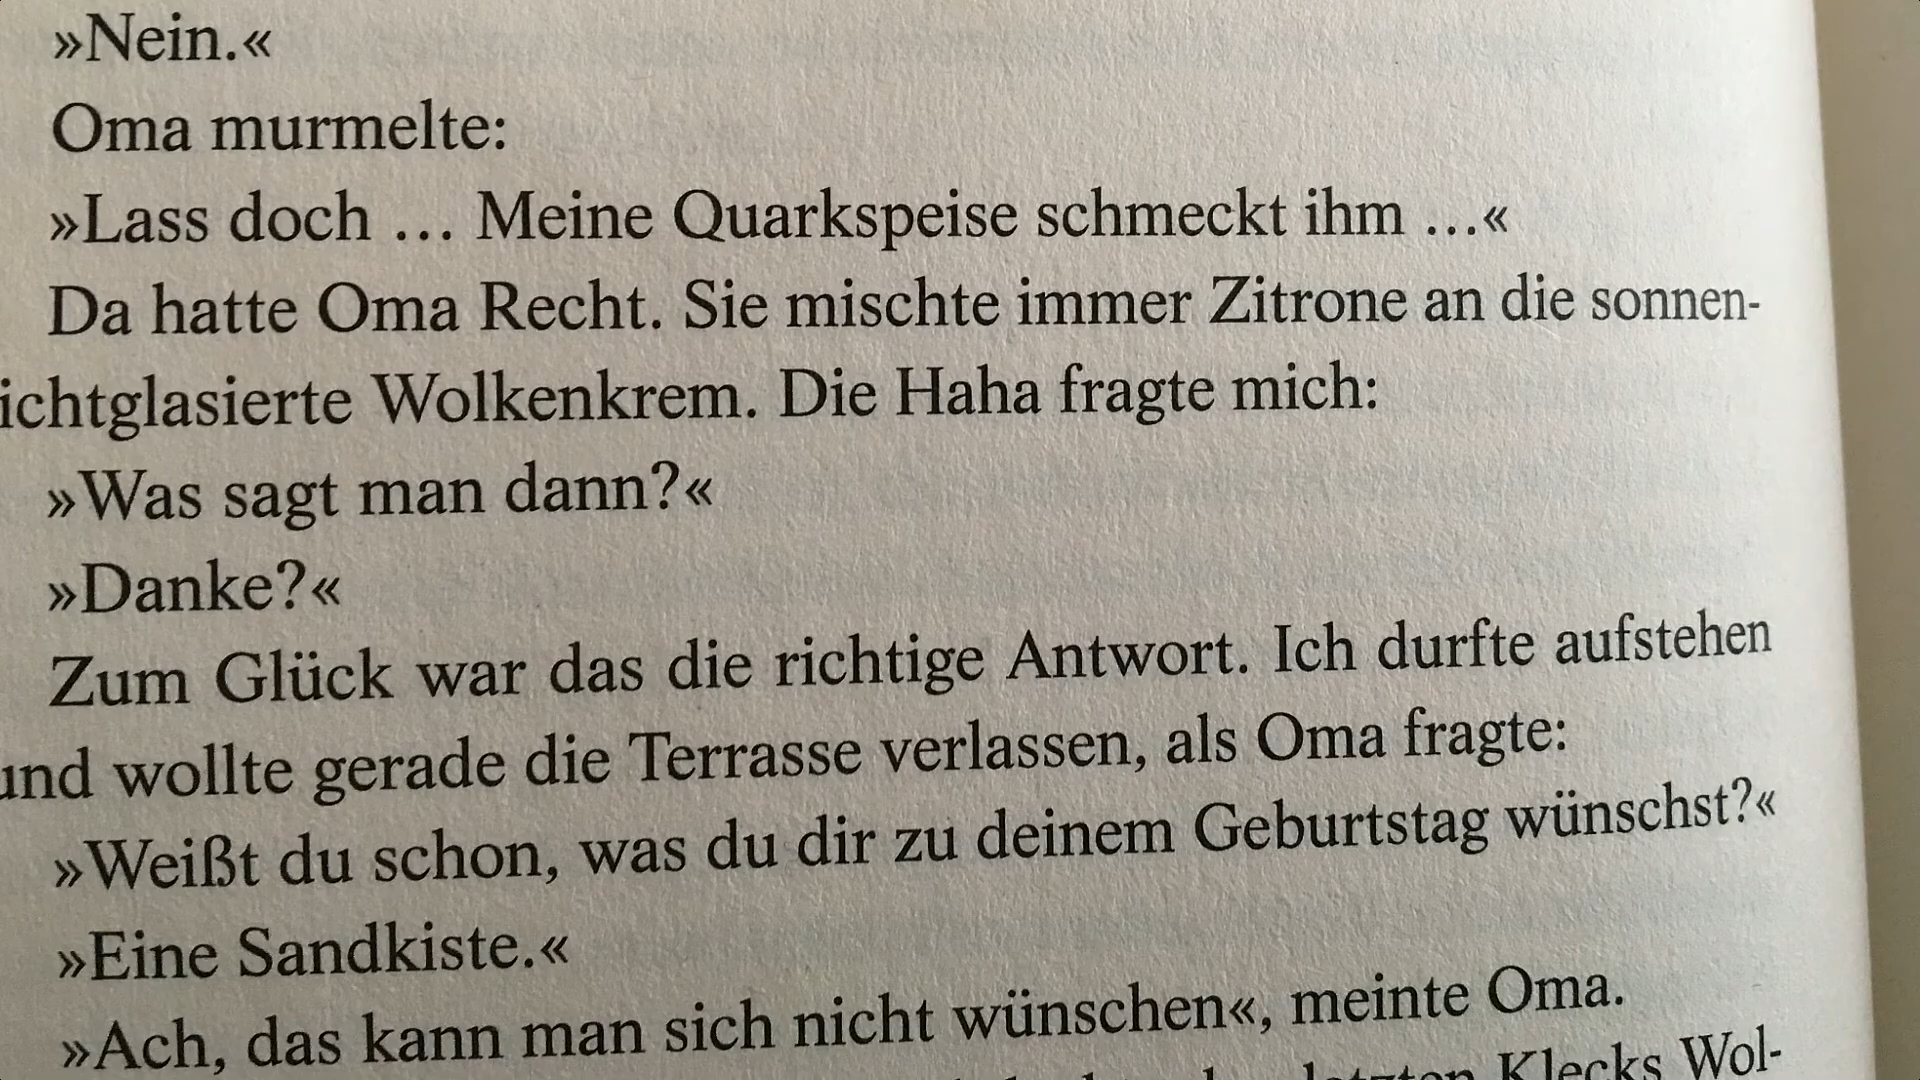 »Nein.«
Oma murmelte:
»Lass doch … Meine Quarkspeise schmeckt ihm …«
Da hatte Oma Recht. Sie mischte immer Zitrone an die sonnen-
ichtglasierte Wolkenkrem. Die Haha fragte mich:
»Was sagt man dann?«
»Danke?«
Zum Glück war das die richtige Antwort. Ich durfte aufstehen
und wollte gerade die Terrasse verlassen, als Oma fragte:
»Weißt du schon, was du dir zu deinem Geburtstag wünschst?«
»Eine Sandkiste.«
»Ach, das kann man sich nicht wünschen«, meinte Oma.
letzten Klecks Wol-